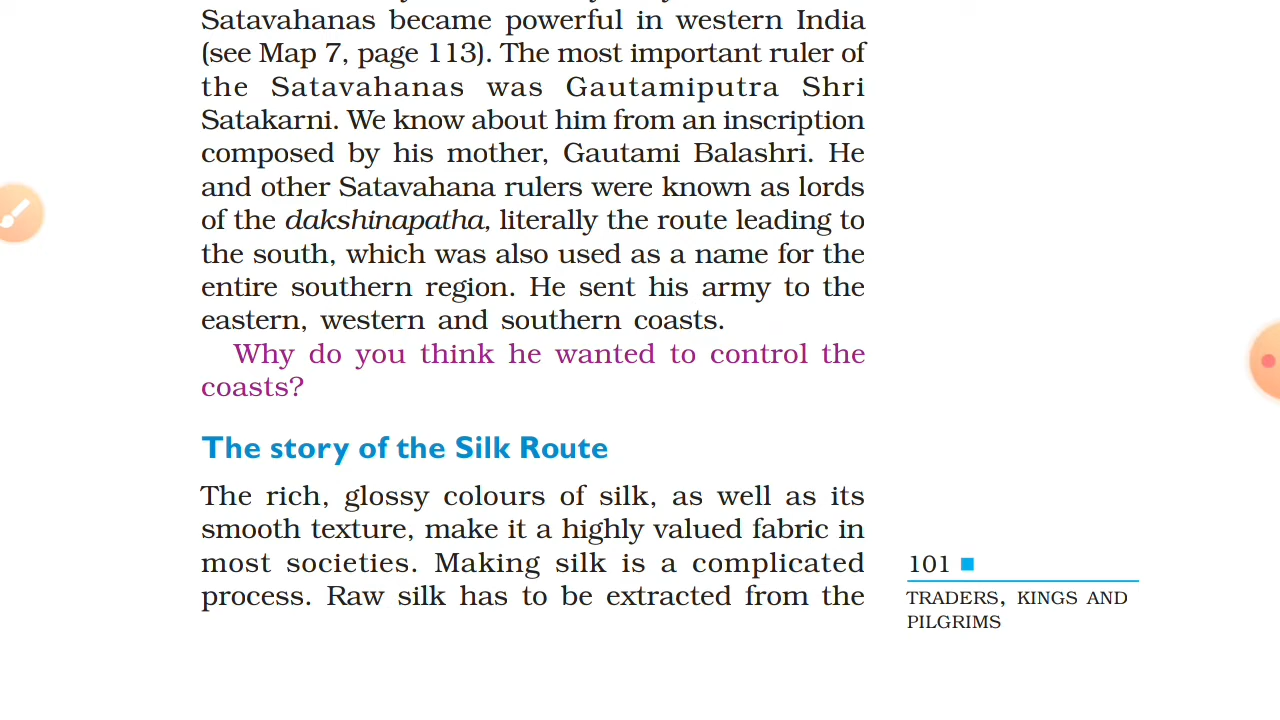 Satavahanas became powerful in western India
(see Map 7, page 113). The most important ruler of
the Satavahanas was Gautamiputra Shri
Satakarni. We know about him from an inscription
composed by his mother, Gautami Balashri. He
and other Satavahana rulers were known as lords
of the dakshinapatha, literally the route leading to
the south, which was also used as a name for the
entire southern region. He sent his army to the
eastern, western and southern coasts.
Why do you think he wanted to control the
coasts?
The story of the Silk Route
The rich, glossy colours of silk, as well as its
smooth texture, make it a highly valued fabric in
most societies. Making silk is a complicated
process. Raw silk has to be extracted from the
101
TRADERS, KINGS AND
PILGRIMS